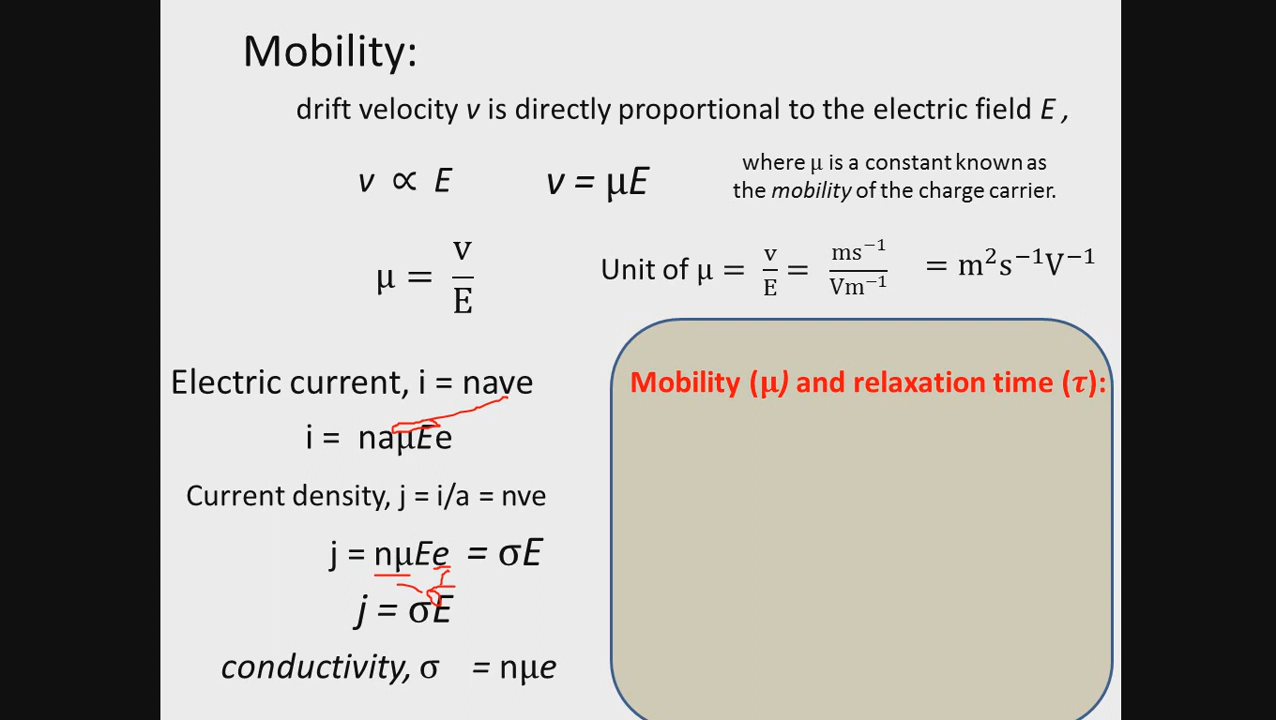 Mobility:
drift velocity v is directly proportional to the electric field E ,
v ∝ E
v = μE
where μ is a constant known as
the mobility of the charge carrier.
μ = v/E
Unit of μ = v/E = ms⁻¹/Vm⁻¹ = m²s⁻¹V⁻¹
Electric current, i = nave
i = naμEe
Current density, j = i/a = nve
j = nμEe = σE
j = σE
conductivity, σ = nμe
Mobility (μ) and relaxation time (τ):